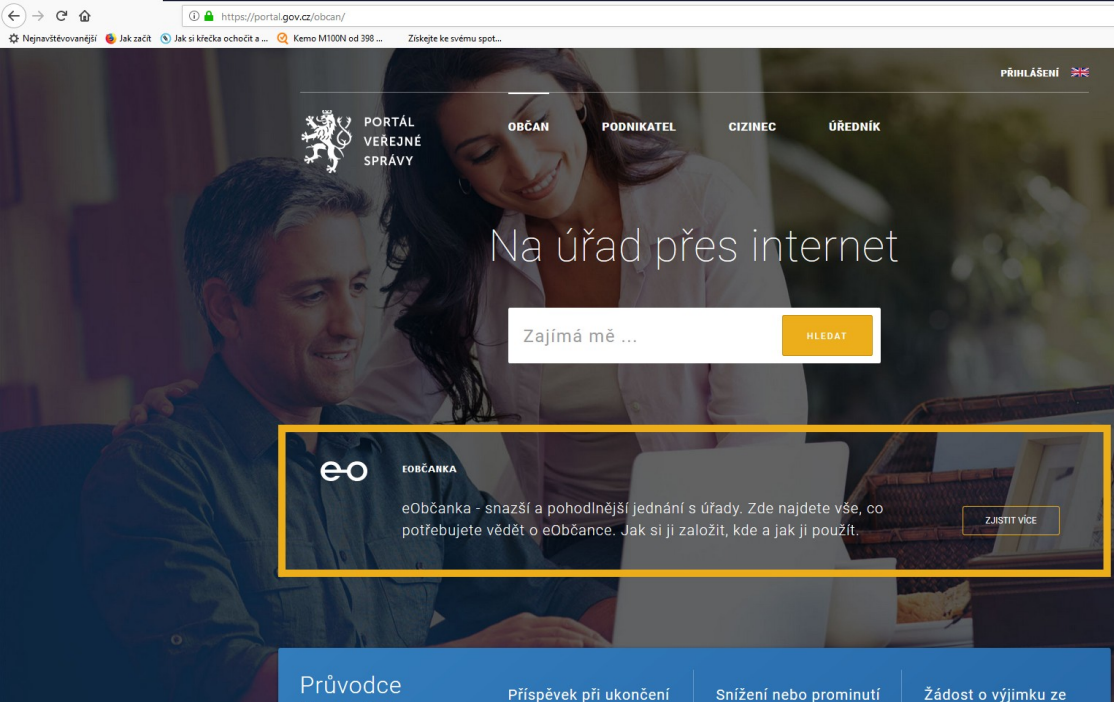 https://portal.gov.cz/obcan/
Nejnavštěvovanější
Jak začít
Jak si křečka ochočit a ...
Kemo M100N od 398 ...
Získejte ke svému spot...
PŘIHLÁŠENÍ
PORTÁL
VEŘEJNÉ
SPRÁVY
OBČAN
PODNIKATEL
CIZINEC
ÚŘEDNÍK
Na úřad přes internet
Zajímá mě ...
HLEDAT
e-o
EOBČANKA
eObčanka - snazší a pohodlnější jednání s úřady. Zde najdete vše, co
potřebujete vědět o eObčance. Jak si ji založit, kde a jak ji použít.
ZJISTIT VÍCE
Průvodce
Příspěvek při ukončení
Snížení nebo prominutí
Žádost o výjimku ze